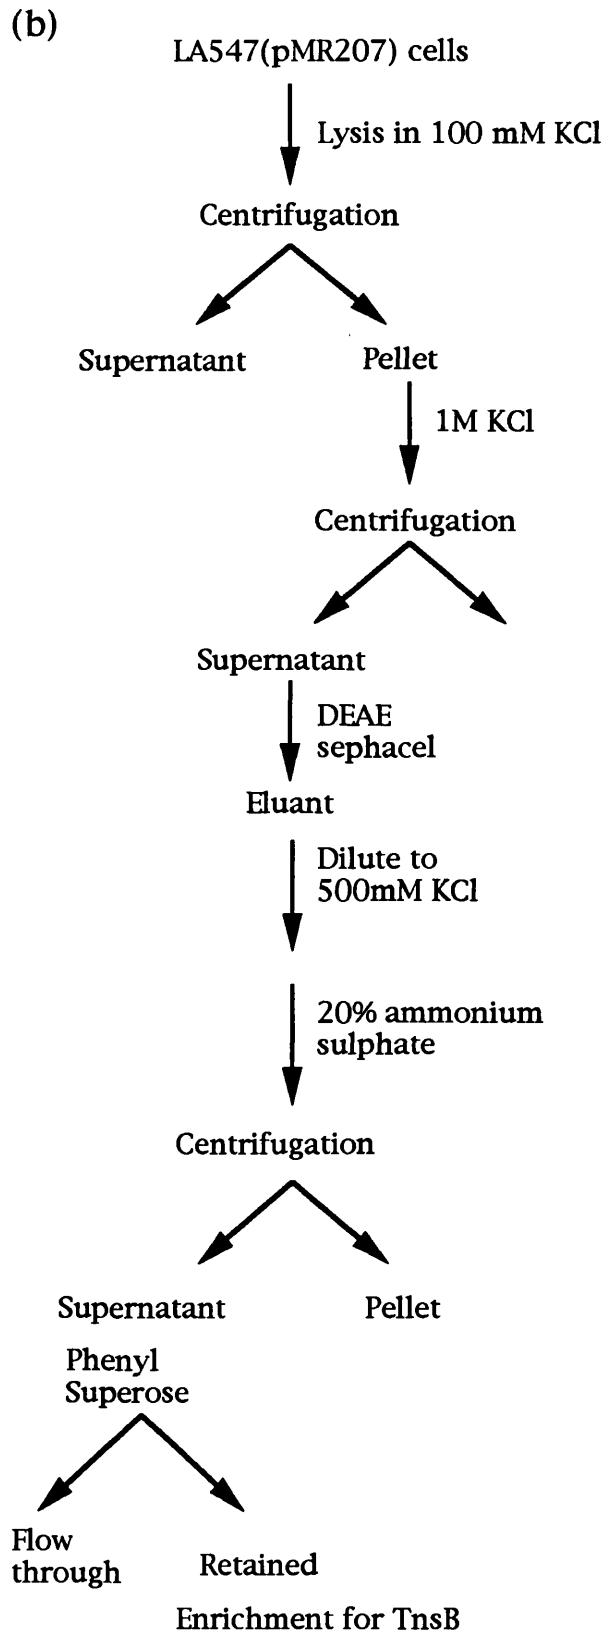 (b)
LA547(pMR207) cells
Lysis in 100 mM KCl
Centrifugation
Supernatant
Pellet
1M KCl
Centrifugation
Supernatant
DEAE
sephacel
Eluant
Dilute to
500mM KCl
20% ammonium
sulphate
Centrifugation
Supernatant
Pellet
Phenyl
Superose
Flow
through
Retained
Enrichment for TnsB